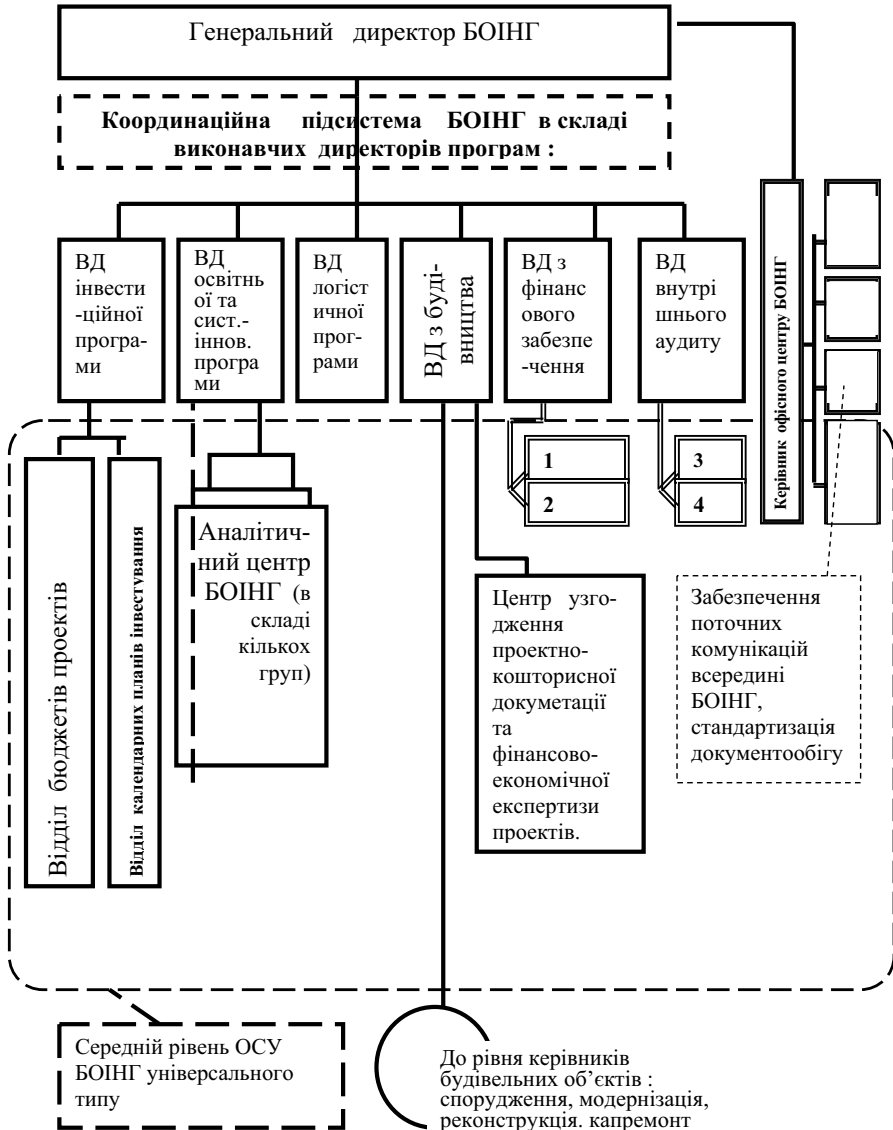 Генеральний директор БОІНГ
Координаційна підсистема БОІНГ в складі
виконавчих директорів програм :
ВД
інвести
-ційної
програ-
ми
ВД
освітнь
ої та
сист.-
іннов.
програ
ми
ВД
логіст
ичної
прог-
рами
ВД з буді-
вництва
ВД з
фінанс
ового
забезпе
-чення
ВД
внутрі
шнього
аудиту
Керівник офісного центру БОІНГ
1
2
3
4
Відділ бюджетів проектів
Відділ календарних планів інвестування
Аналітич-
ний центр
БОІНГ (в
складі
кількох
груп)
Центр узго-
дження
проектно-
кошторисної
докуметації
та
фінансово-
економічної
експертизи
проектів.
Забезпечення
поточних
комунікацій
всередині
БОІНГ,
стандартизація
документообігу
Середній рівень ОСУ
БОІНГ універсального
типу
До рівня керівників
будівельних об’єктів :
спорудження, модернізація,
реконструкція. капремонт